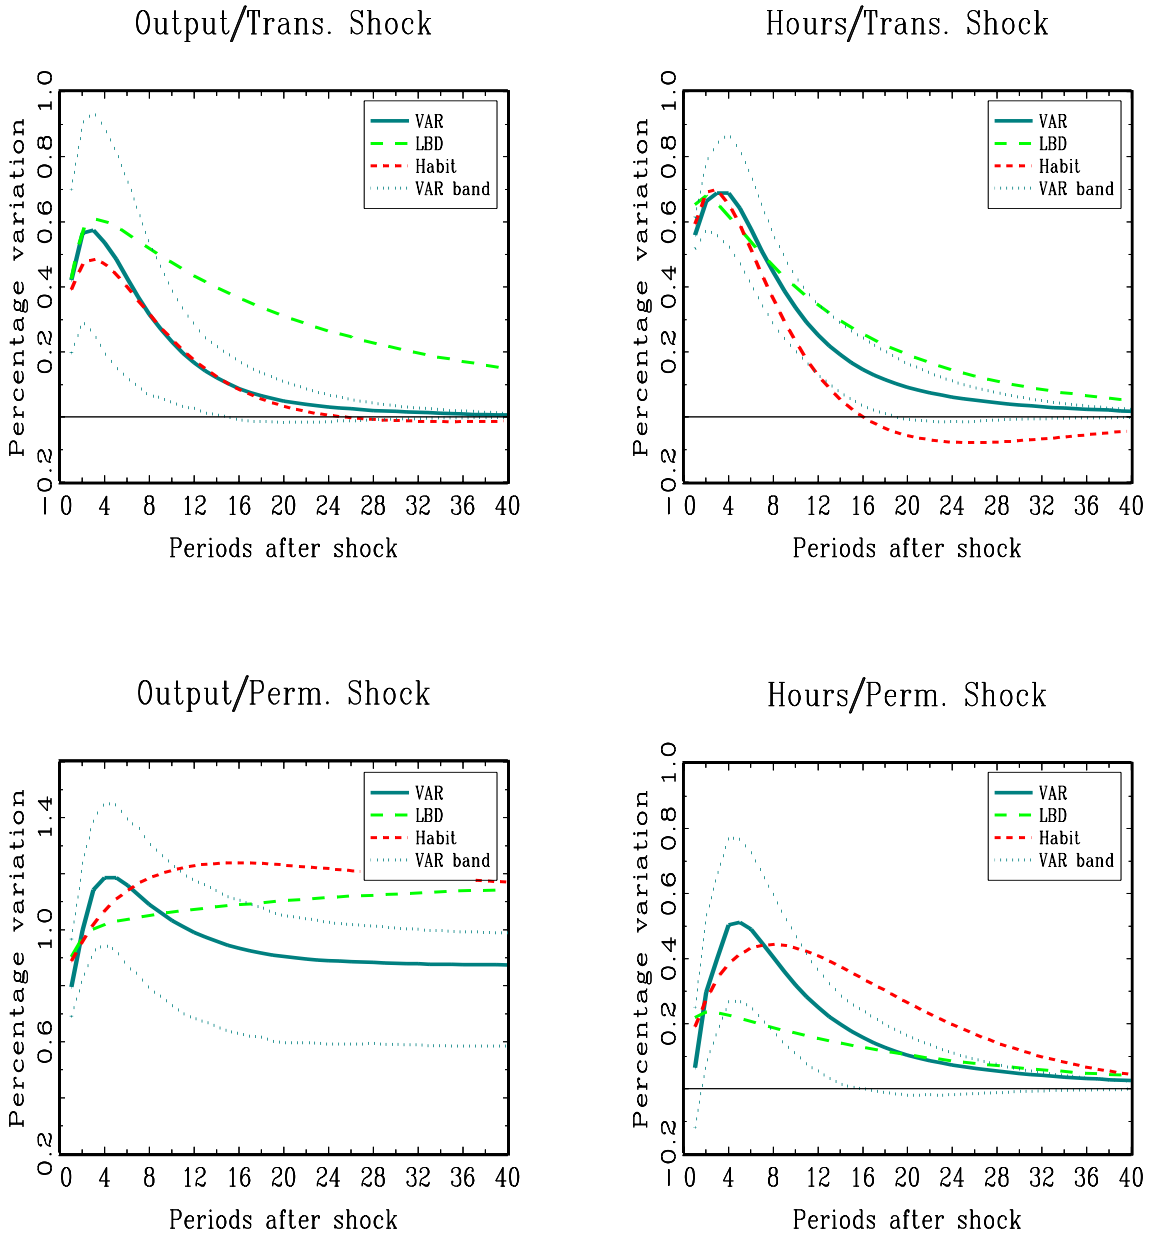 Output/Trans. Shock
Percentage variation
1.0
0.8
0.6
0.4
0.2
–0.2
VAR
LBD
Habit
VAR band
0 4 8 12 16 20 24 28 32 36 40
Periods after shock
Hours/Trans. Shock
Percentage variation
1.0
0.8
0.6
0.4
0.2
–0.2
VAR
LBD
Habit
VAR band
0 4 8 12 16 20 24 28 32 36 40
Periods after shock
Output/Perm. Shock
Percentage variation
1.4
1.0
0.6
0.2
VAR
LBD
Habit
VAR band
0 4 8 12 16 20 24 28 32 36 40
Periods after shock
Hours/Perm. Shock
Percentage variation
1.0
0.8
0.6
0.4
0.2
–0.2
VAR
LBD
Habit
VAR band
0 4 8 12 16 20 24 28 32 36 40
Periods after shock